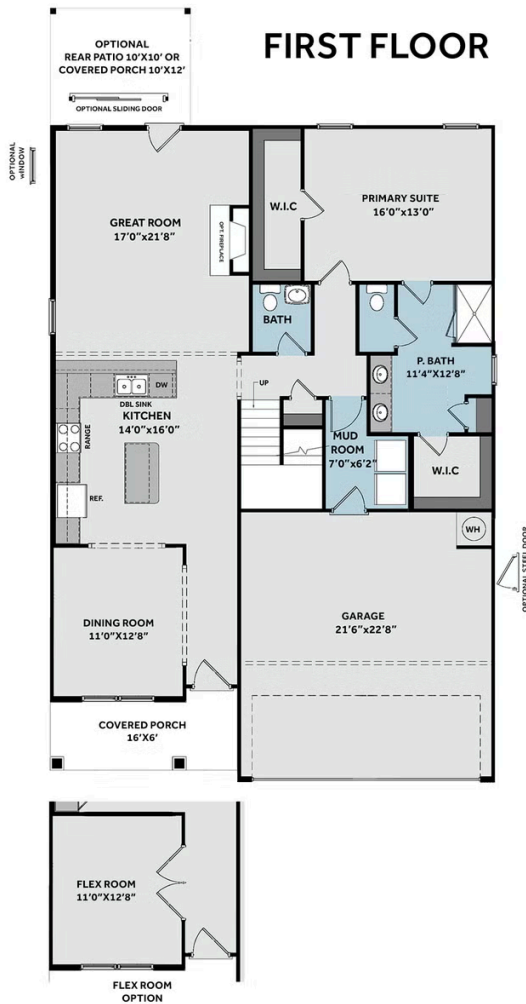 FIRST FLOOR
OPTIONAL
REAR PATIO 10'X10' OR
COVERED PORCH 10'X12'
OPTIONAL SLIDING DOOR
OPTIONAL
wINDOW
GREAT ROOM
17'0"x21'8"
OPT. FIREPLACE
W.I.C
PRIMARY SUITE
16'0"x13'0"
BATH
P. BATH
11'4"X12'8"
UP
DW
DBL SINK
KITCHEN
14'0"x16'0"
RANGE
REF.
MUD
ROOM
7'0"x6'2"
W.I.C
WH
OPTIONAL STEEL DOOR
DINING ROOM
11'0"X12'8"
GARAGE
21'6"x22'8"
COVERED PORCH
16'X6'
FLEX ROOM
11'0"X12'8"
FLEX ROOM
OPTION